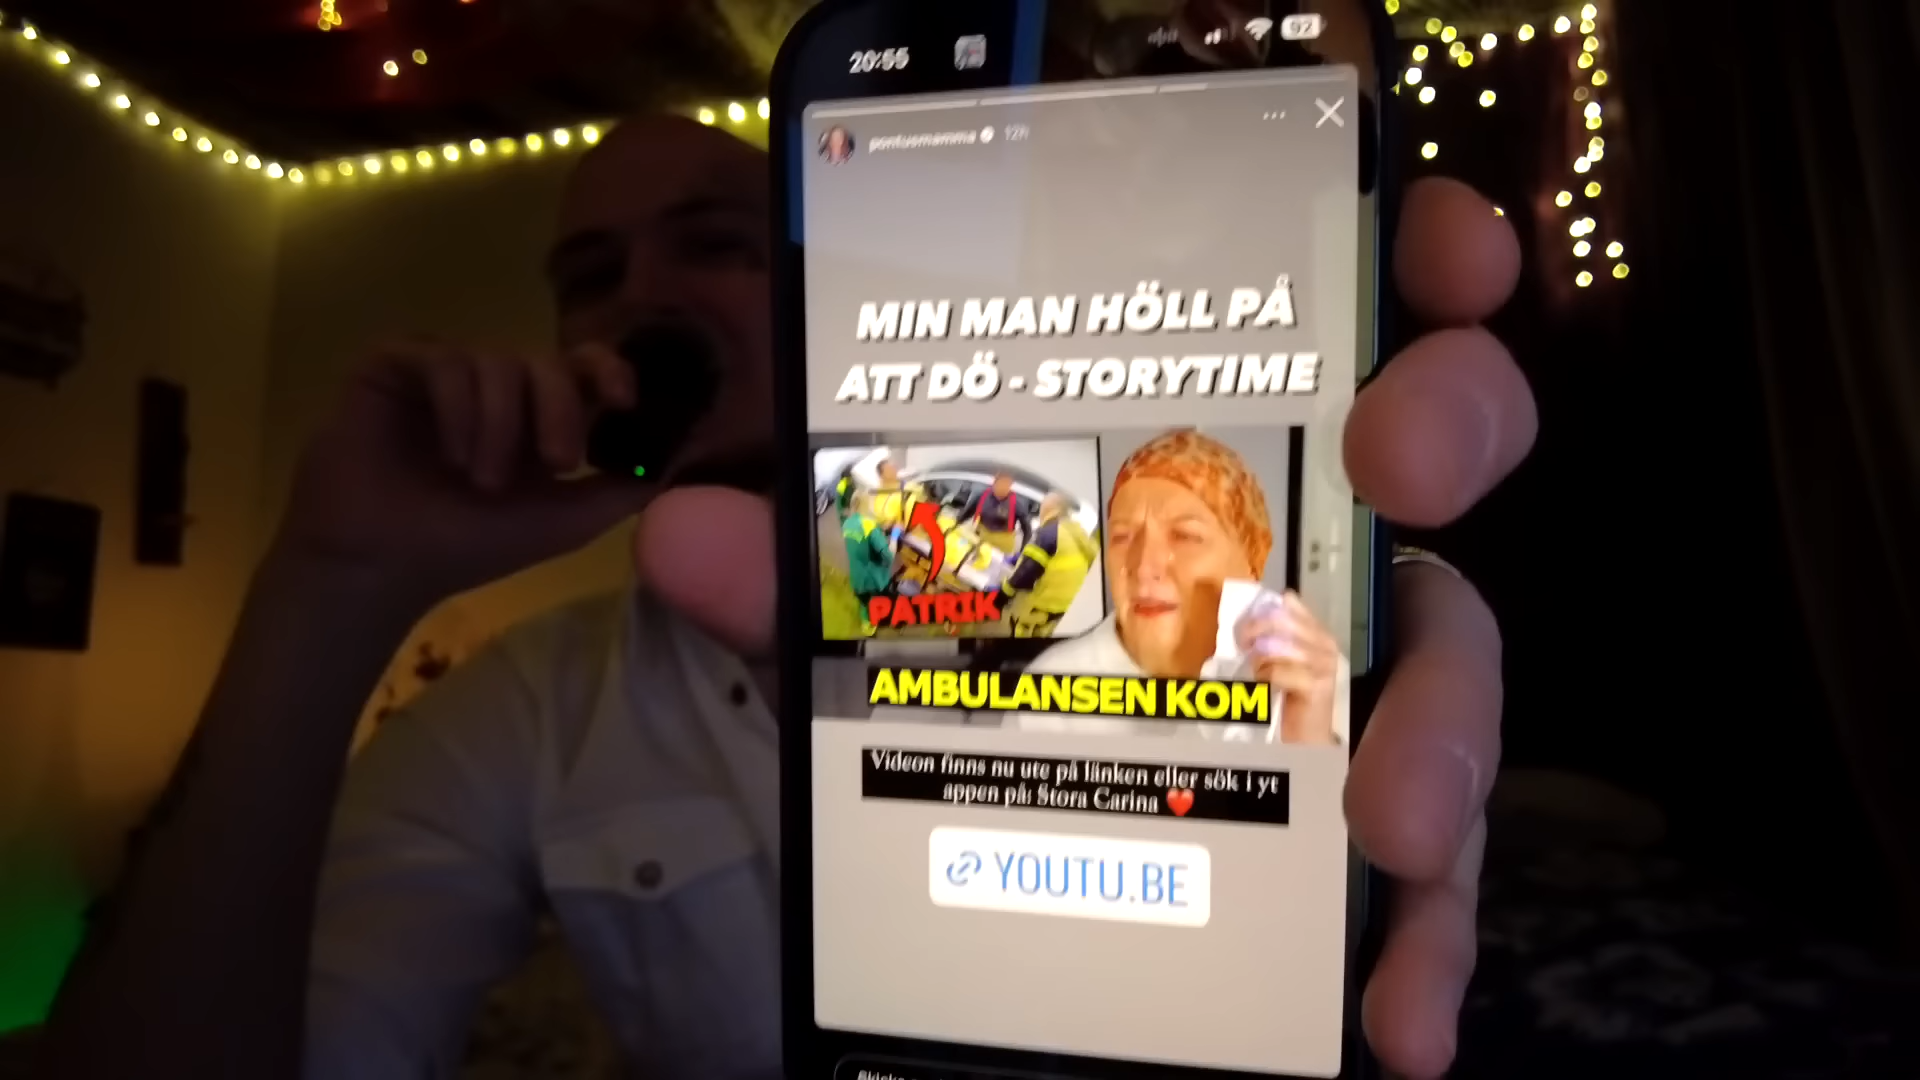 20:55
92
pontusmamma 12h
MIN MAN HÖLL PÅ
ATT DÖ - STORYTIME
PATRIK
AMBULANSEN KOM
Videon finns nu ute på länken eller sök i yt
appen på: Stora Carina ❤️
YOUTU.BE